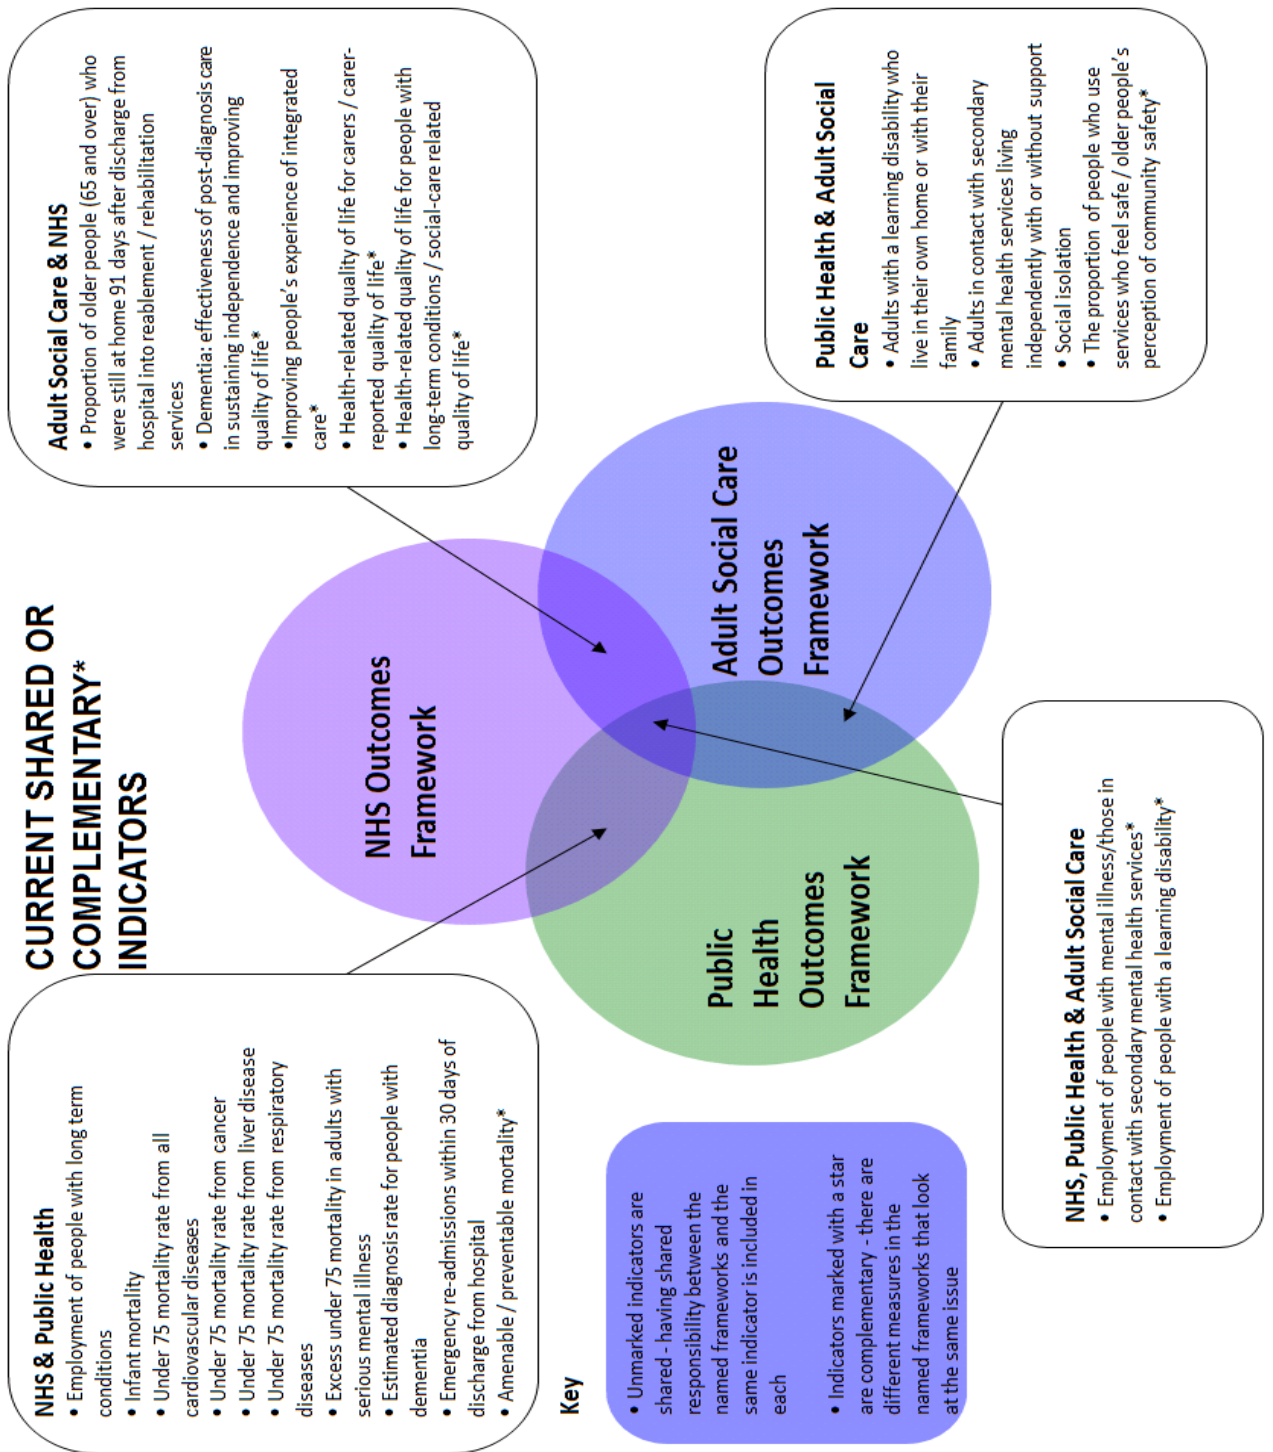 CURRENT SHARED OR
COMPLEMENTARY*
INDICATORS
NHS & Public Health
• Employment of people with long term
conditions
• Infant mortality
• Under 75 mortality rate from all
cardiovascular diseases
• Under 75 mortality rate from cancer
• Under 75 mortality rate from liver disease
• Under 75 mortality rate from respiratory
diseases
• Excess under 75 mortality in adults with
serious mental illness
• Estimated diagnosis rate for people with
dementia
• Emergency re-admissions within 30 days of
discharge from hospital
• Amenable / preventable mortality*
Adult Social Care & NHS
• Proportion of older people (65 and over) who
were still at home 91 days after discharge from
hospital into reablement / rehabilitation
services
• Dementia: effectiveness of post-diagnosis care
in sustaining independence and improving
quality of life*
•Improving people's experience of integrated
care*
• Health-related quality of life for carers / carer-
reported quality of life*
• Health-related quality of life for people with
long-term conditions / social-care related
quality of life*
NHS Outcomes
Framework
Public
Health
Outcomes
Framework
Adult Social Care
Outcomes
Framework
Key
• Unmarked indicators are
shared - having shared
responsibility between the
named frameworks and the
same indicator is included in
each
• Indicators marked with a star
are complementary - there are
different measures in the
named frameworks that look
at the same issue
Public Health & Adult Social
Care
• Adults with a learning disability who
live in their own home or with their
family
• Adults in contact with secondary
mental health services living
independently with or without support
• Social isolation
• The proportion of people who use
services who feel safe / older people's
perception of community safety*
NHS, Public Health & Adult Social Care
• Employment of people with mental illness/those in
contact with secondary mental health services*
• Employment of people with a learning disability*